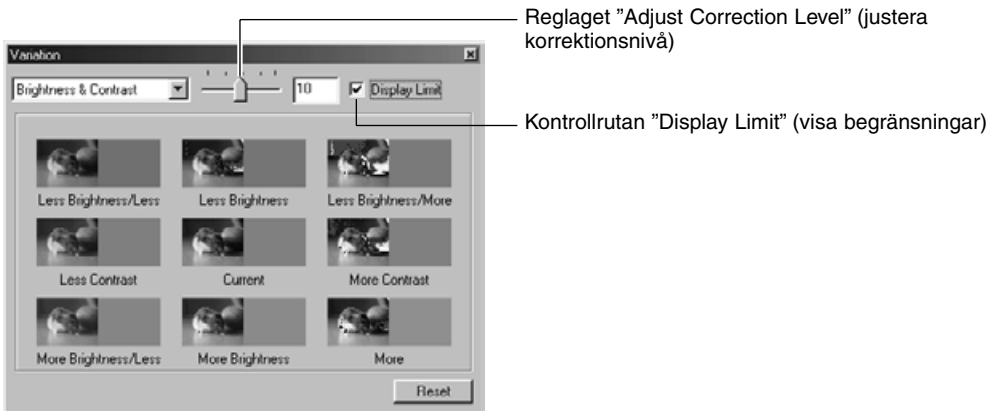 Reglaget ”Adjust Correction Level” (justera
korrektionsnivå)
Variation
Brightness & Contrast
10
Display Limit
Kontrollrutan ”Display Limit” (visa begränsningar)
Less Brightness/Less
Less Brightness
Less Brightness/More
Less Contrast
Current
More Contrast
More Brightness/Less
More Brightness
More
Reset